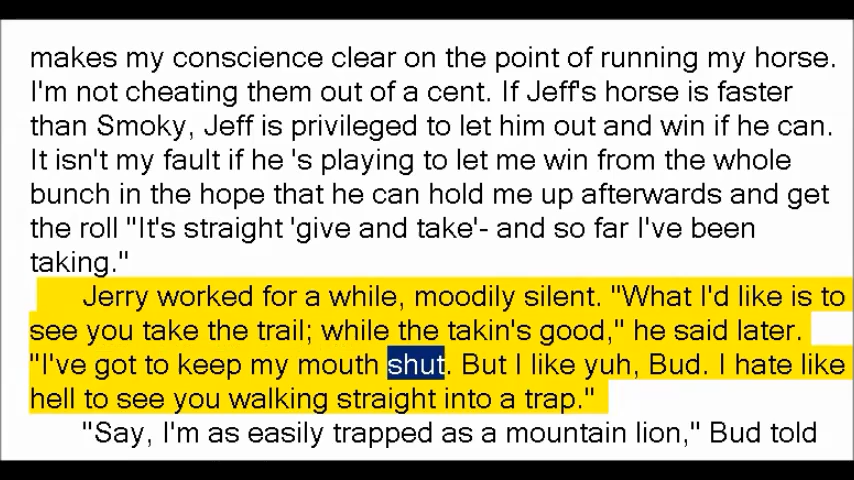 makes my conscience clear on the point of running my horse.
I'm not cheating them out of a cent. If Jeff's horse is faster
than Smoky, Jeff is privileged to let him out and win if he can.
It isn't my fault if he 's playing to let me win from the whole
bunch in the hope that he can hold me up afterwards and get
the roll "It's straight 'give and take'- and so far I've been
taking."
Jerry worked for a while, moodily silent. "What I'd like is to
see you take the trail; while the takin's good," he said later.
"I've got to keep my mouth shut. But I like yuh, Bud. I hate like
hell to see you walking straight into a trap."
"Say, I'm as easily trapped as a mountain lion," Bud told